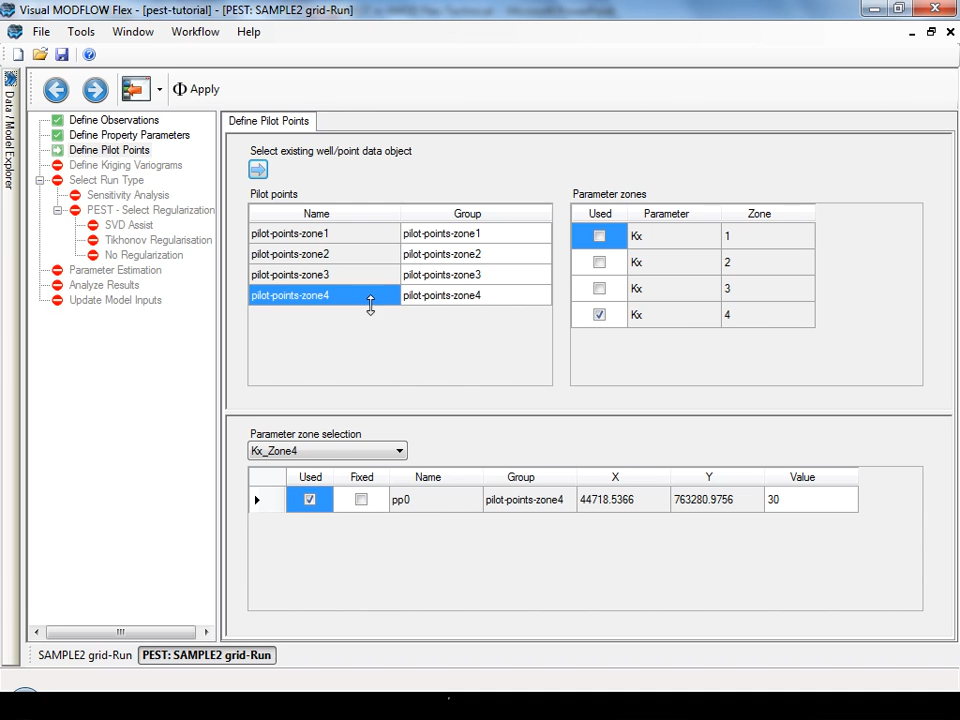 Visual MODFLOW Flex - [pest-tutorial] - [PEST: SAMPLE2 grid-Run]
File Tools Window Workflow Help
Φ Apply
Data / Model Explorer
Define Observations
Define Property Parameters
Define Pilot Points
Define Kriging Variograms
Select Run Type
Sensitivity Analysis
PEST - Select Regularization
SVD Assist
Tikhonov Regularisation
No Regularization
Parameter Estimation
Analyze Results
Update Model Inputs
Define Pilot Points
Select existing well/point data object
Pilot points
Name Group
pilot-points-zone1 pilot-points-zone1
pilot-points-zone2 pilot-points-zone2
pilot-points-zone3 pilot-points-zone3
pilot-points-zone4 pilot-points-zone4
Parameter zones
Used Parameter Zone
Kx 1
Kx 2
Kx 3
Kx 4
Parameter zone selection
Kx_Zone4
Used Fixed Name Group X Y Value
pp0 pilot-points-zone4 44718.5366 763280.9756 30
SAMPLE2 grid-Run PEST: SAMPLE2 grid-Run